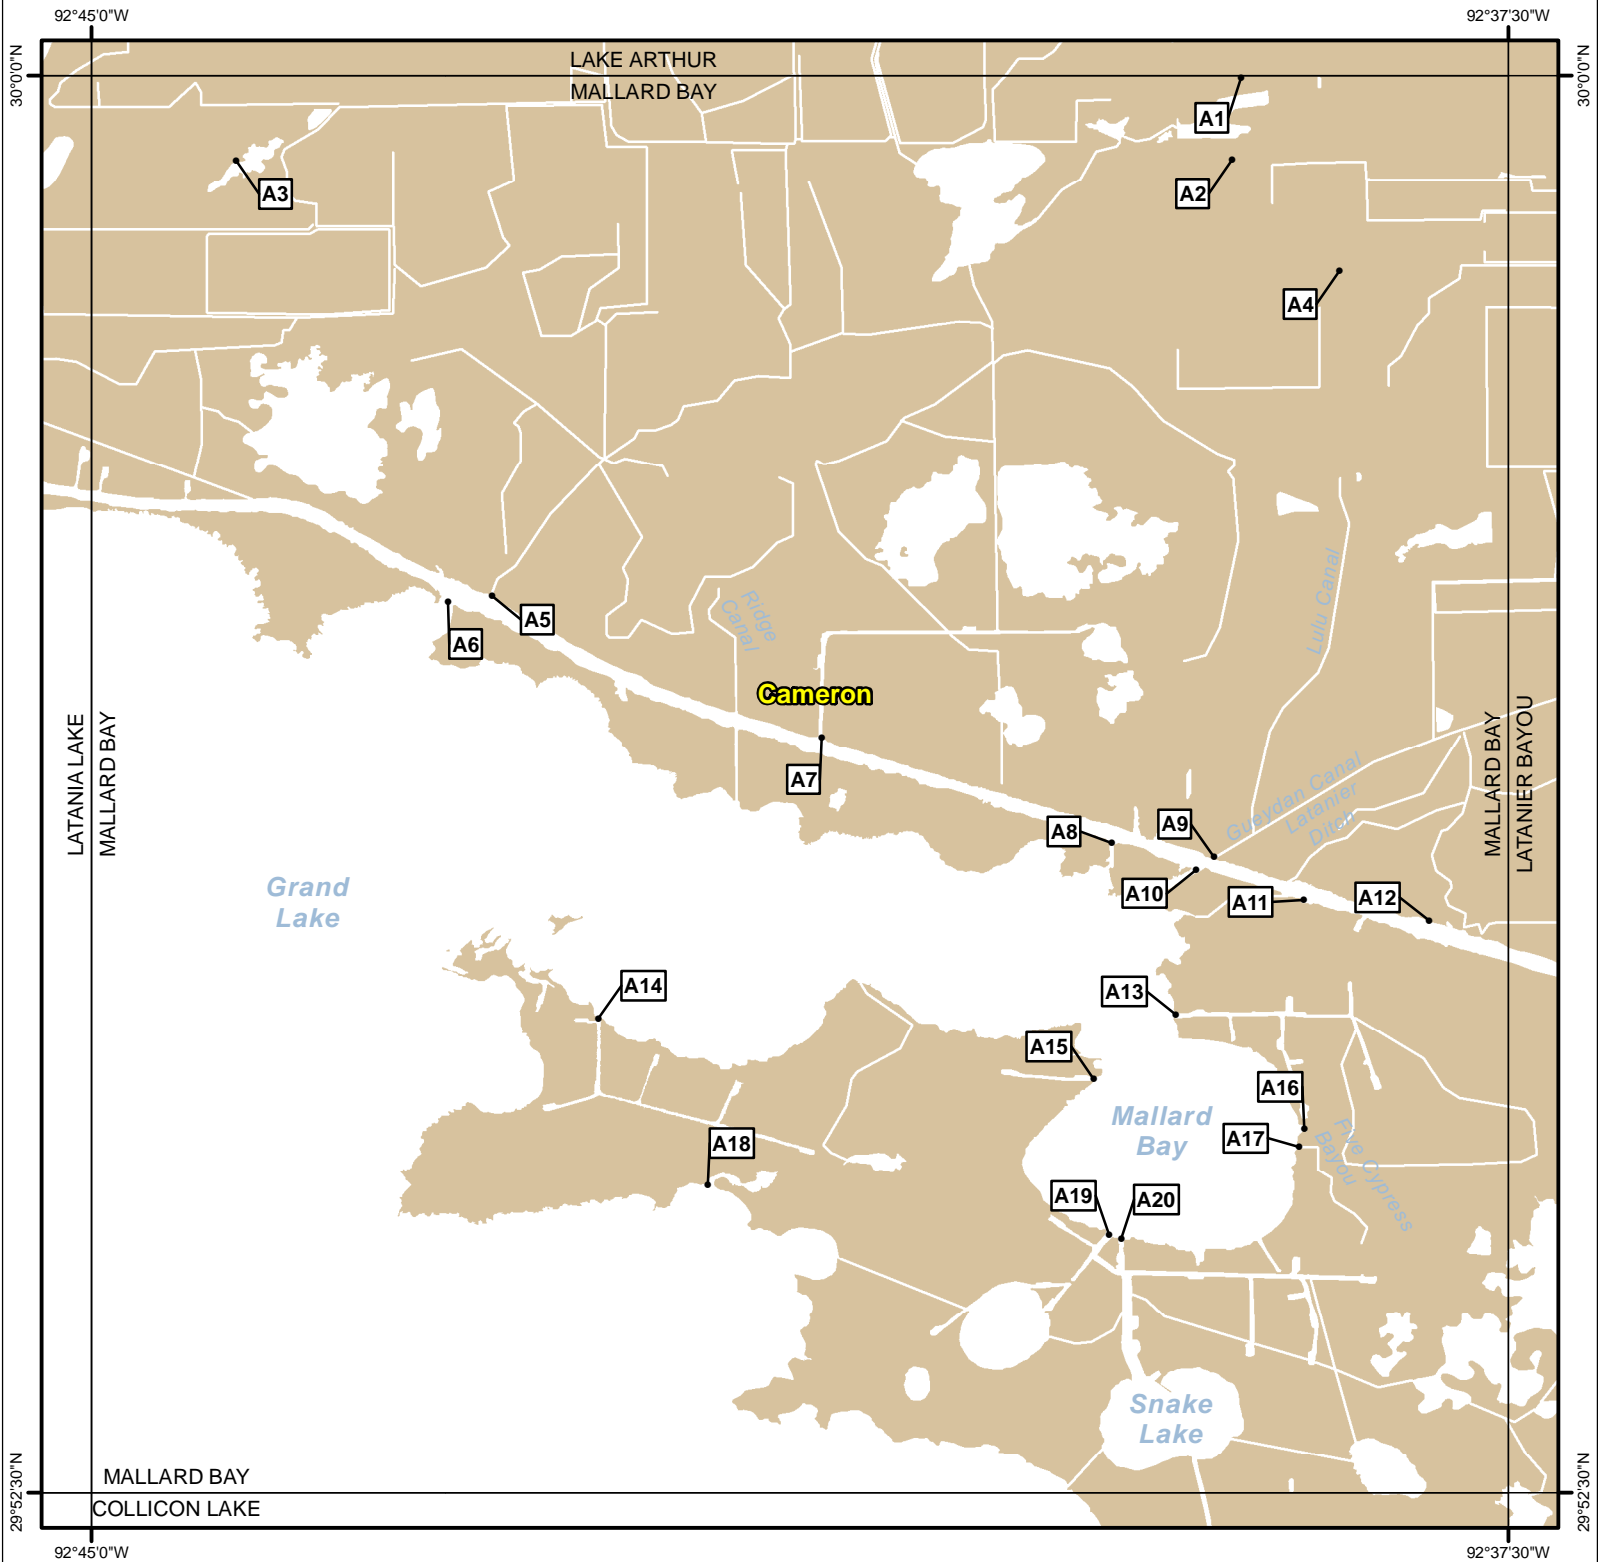 92°45'0"W
92°37'30"W
30°0'0"N
30°0'0"N
LAKE ARTHUR
MALLARD BAY
A1
A2
A3
A4
A5
A6
Ridge
Canal
Lulu Canal
Cameron
LATANIA LAKE
MALLARD BAY
MALLARD BAY
LATANIER BAYOU
A7
Gueydan Canal
Latanier
Ditch
A8
A9
A10
A11
A12
Grand
Lake
A14
A13
A15
A16
Mallard
Bay
A17
Five Cypress
Bayou
A18
A19
A20
Snake
Lake
MALLARD BAY
COLLICON LAKE
29°52'30"N
29°52'30"N
92°45'0"W
92°37'30"W